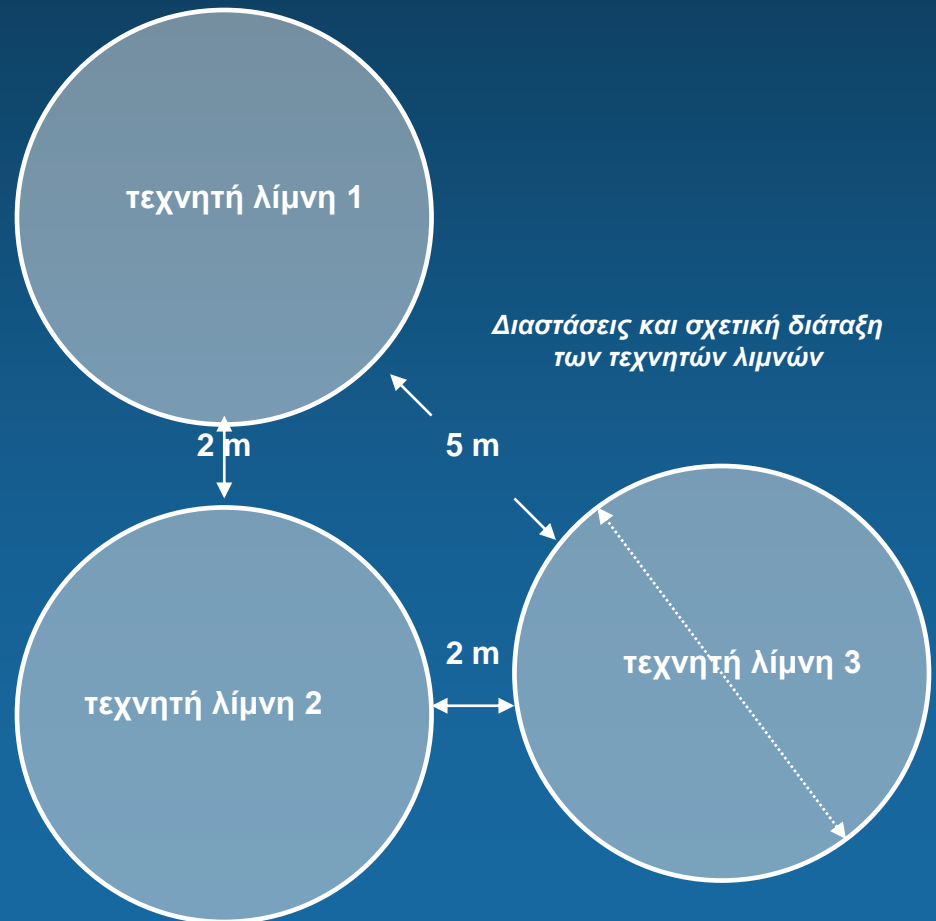 τεχνητή λίμνη 1
Διαστάσεις και σχετική διάταξη
των τεχνητών λιμνών
2 m
5 m
2 m
τεχνητή λίμνη 3
τεχνητή λίμνη 2